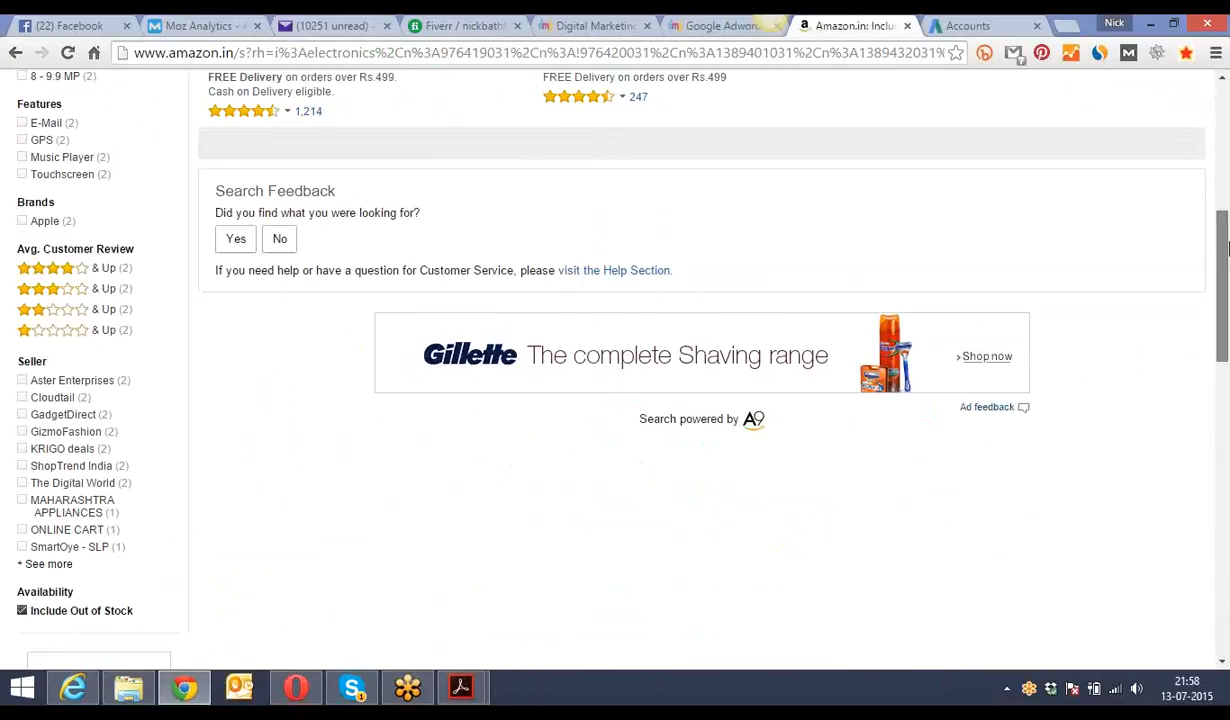 (22) Facebook
Moz Analytics - A
(10251 unread) -
Fiverr / nickbath
Digital Marketin
Google Adwor
Amazon.in: Inclu
Accounts
Nick
www.amazon.in/s?rh=i%3Aelectronics%2Cn%3A976419031%2Cn%3A!976420031%2Cn%3A1389401031%2Cn%3A1389432031%
8 - 9.9 MP (2)
FREE Delivery on orders over Rs.499.
FREE Delivery on orders over Rs.499
Cash on Delivery eligible.
1,214
247
Features
E-Mail (2)
GPS (2)
Music Player (2)
Touchscreen (2)
Brands
Apple (2)
Avg. Customer Review
& Up (2)
& Up (2)
& Up (2)
& Up (2)
Seller
Aster Enterprises (2)
Cloudtail (2)
GadgetDirect (2)
GizmoFashion (2)
KRIGO deals (2)
ShopTrend India (2)
The Digital World (2)
MAHARASHTRA
APPLIANCES (1)
ONLINE CART (1)
SmartOye - SLP (1)
+ See more
Availability
Include Out of Stock
Search Feedback
Did you find what you were looking for?
Yes
No
If you need help or have a question for Customer Service, please visit the Help Section.
Gillette The complete Shaving range
› Shop now
Ad feedback
Search powered by A9
21:58
13-07-2015